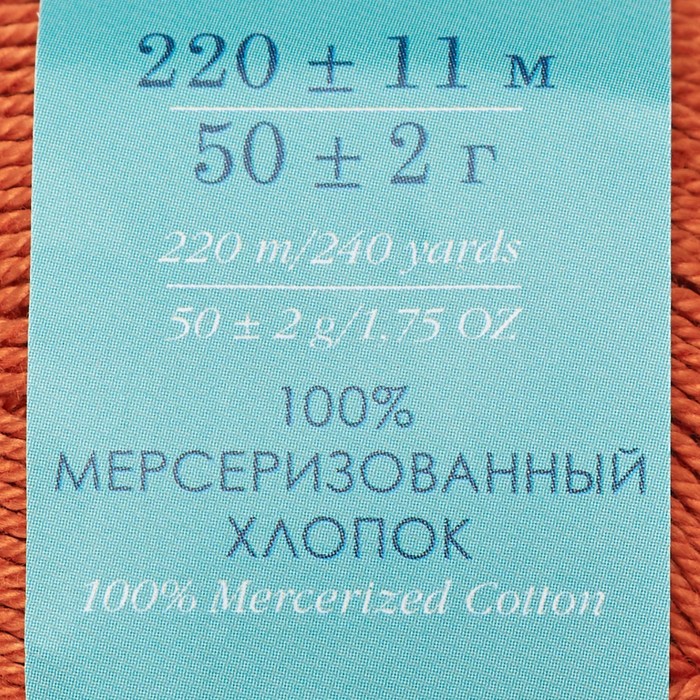 220 ± 11 м
50 ± 2 г
220 m/240 yards
50 ± 2 g/1.75 OZ
100%
МЕРСЕРИЗОВАННЫЙ
ХЛОПОК
100% Mercerized Cotton